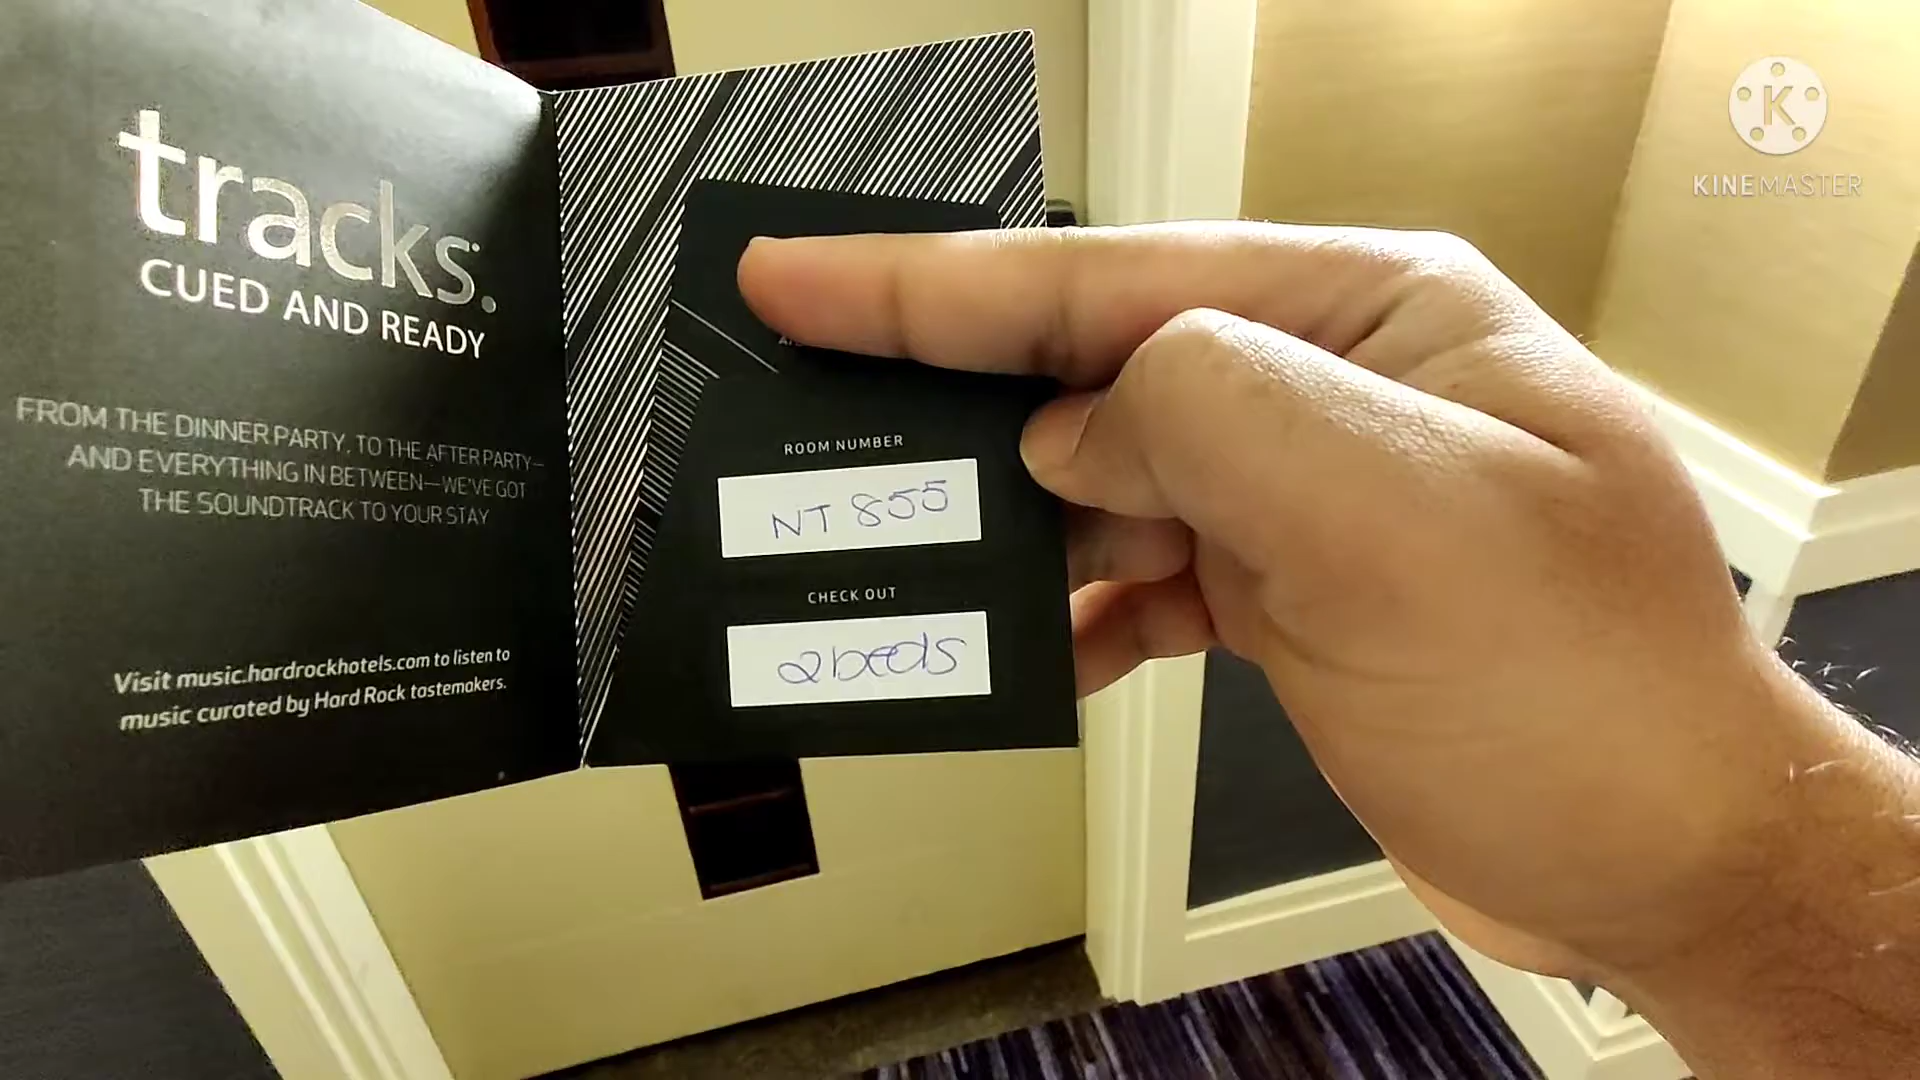 tracks.
CUED AND READY
FROM THE DINNER PARTY, TO THE AFTER PARTY—
AND EVERYTHING IN BETWEEN—WE'VE GOT
THE SOUNDTRACK TO YOUR STAY
Visit music.hardrockhotels.com to listen to
music curated by Hard Rock tastemakers.
ROOM NUMBER
NT 855
CHECK OUT
2 beds
K
KINEMASTER